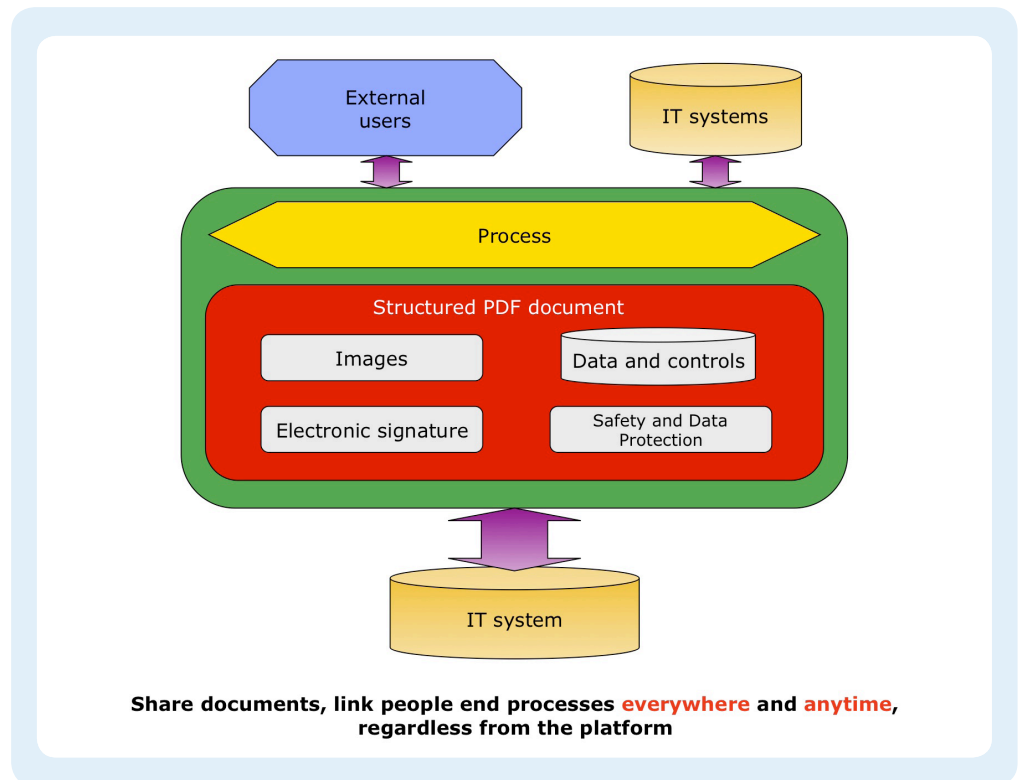 External
users
IT systems
Process
Structured PDF document
Images
Data and controls
Electronic signature
Safety and Data
Protection
IT system
Share documents, link people end processes everywhere and anytime,
regardless from the platform